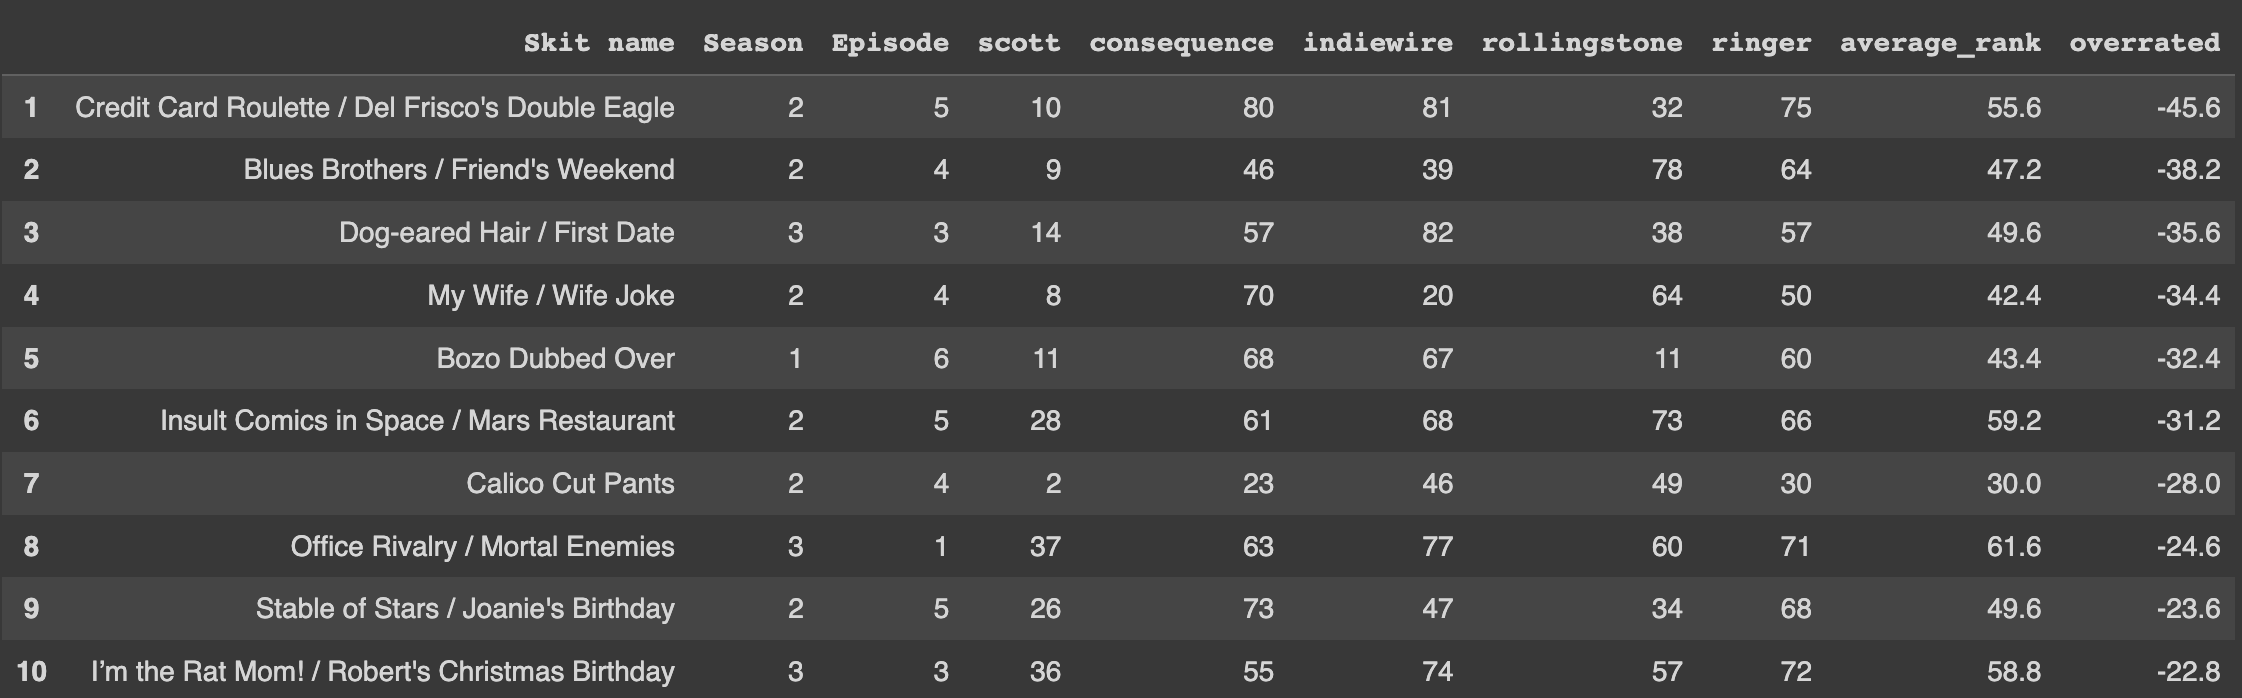 Skit name Season Episode scott consequence indiewire rollingstone ringer average_rank overrated
1 Credit Card Roulette / Del Frisco's Double Eagle 2 5 10 80 81 32 75 55.6 -45.6
2 Blues Brothers / Friend's Weekend 2 4 9 46 39 78 64 47.2 -38.2
3 Dog-eared Hair / First Date 3 3 14 57 82 38 57 49.6 -35.6
4 My Wife / Wife Joke 2 4 8 70 20 64 50 42.4 -34.4
5 Bozo Dubbed Over 1 6 11 68 67 11 60 43.4 -32.4
6 Insult Comics in Space / Mars Restaurant 2 5 28 61 68 73 66 59.2 -31.2
7 Calico Cut Pants 2 4 2 23 46 49 30 30.0 -28.0
8 Office Rivalry / Mortal Enemies 3 1 37 63 77 60 71 61.6 -24.6
9 Stable of Stars / Joanie's Birthday 2 5 26 73 47 34 68 49.6 -23.6
10 I’m the Rat Mom! / Robert's Christmas Birthday 3 3 36 55 74 57 72 58.8 -22.8